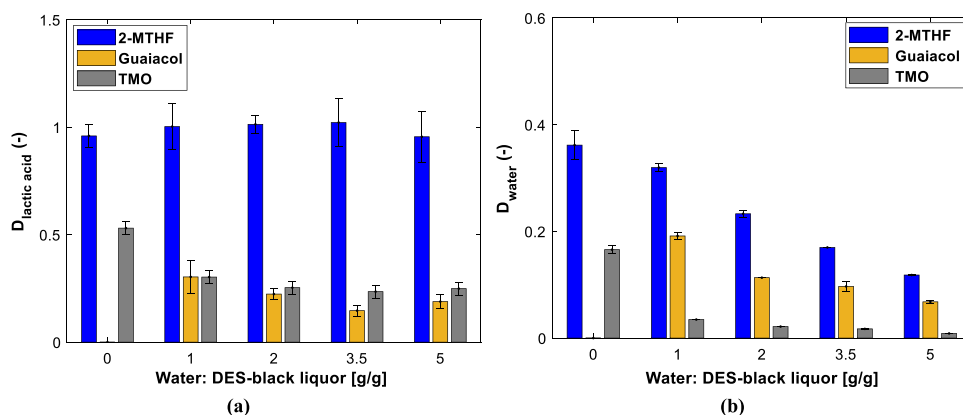 1.5
1
0.5
0
D_lactic acid (-)
2-MTHF
Guaiacol
TMO
0 1 2 3.5 5
Water: DES-black liquor [g/g]
(a)
0.6
0.4
0.2
0
D_water (-)
2-MTHF
Guaiacol
TMO
0 1 2 3.5 5
Water: DES-black liquor [g/g]
(b)